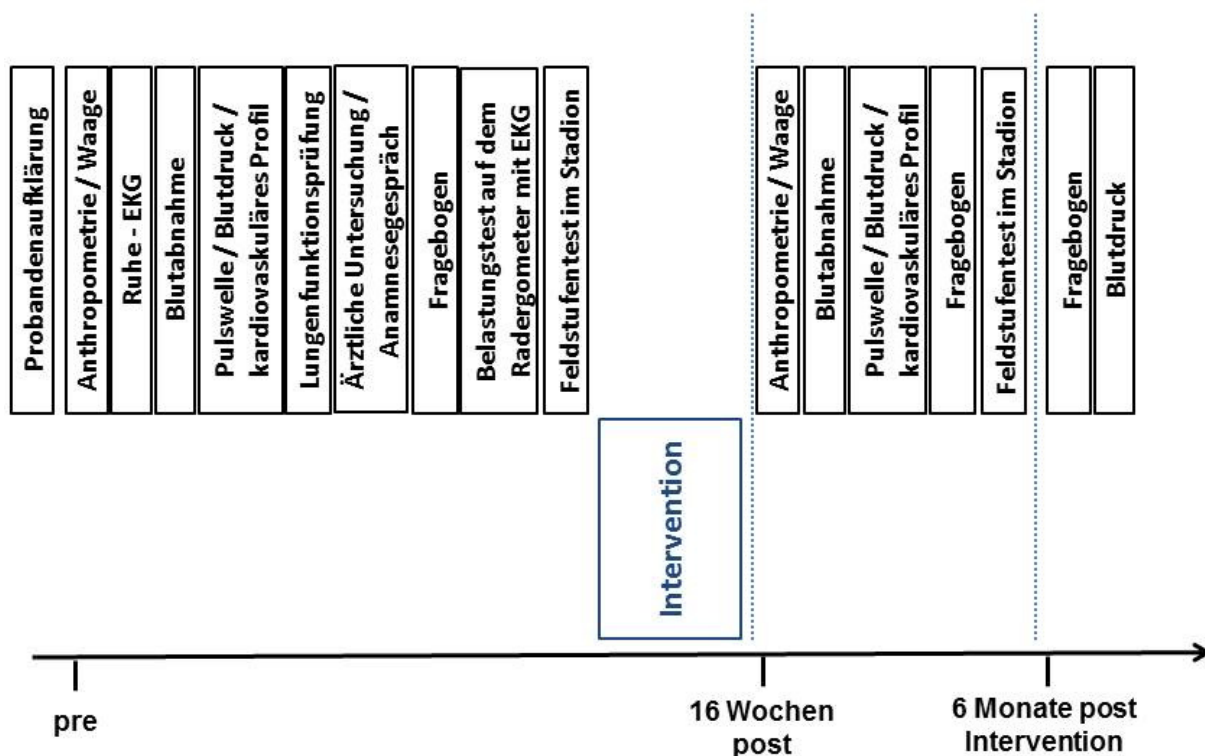 Probandenaufklärung
Anthropometrie / Waage
Ruhe - EKG
Blutabnahme
Pulswelle / Blutdruck /
kardiovaskuläres Profil
Lungenfunktionsprüfung
Ärztliche Untersuchung /
Anamnesegespräch
Fragebogen
Belastungstest auf dem
Radergometer mit EKG
Feldstufentest im Stadion
Intervention
Anthropometrie / Waage
Blutabnahme
Pulswelle / Blutdruck /
kardiovaskuläres Profil
Fragebogen
Feldstufentest im Stadion
Fragebogen
Blutdruck
pre
16 Wochen
post
6 Monate post
Intervention